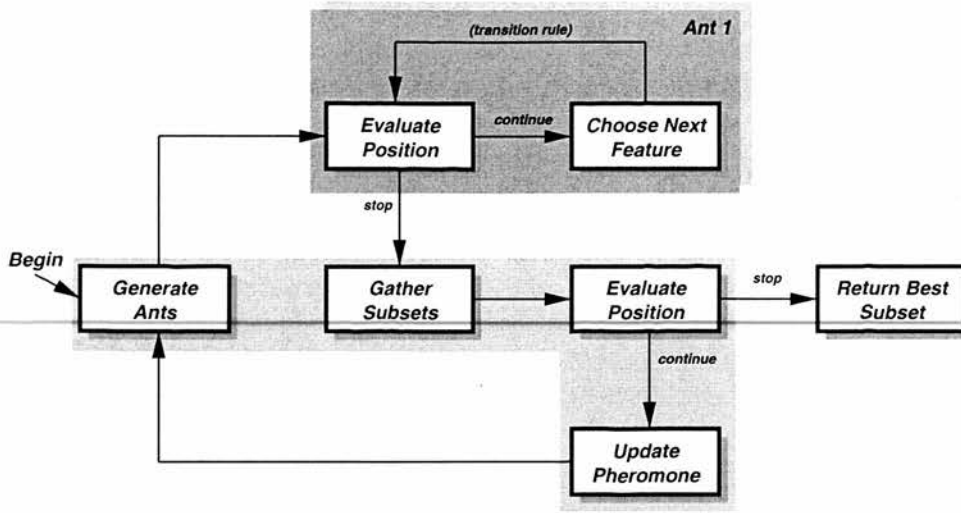 (transition rule)
Ant 1
Evaluate
Position
continue
Choose Next
Feature
stop
Begin
Generate
Ants
Gather
Subsets
Evaluate
Position
stop
Return Best
Subset
continue
Update
Pheromone